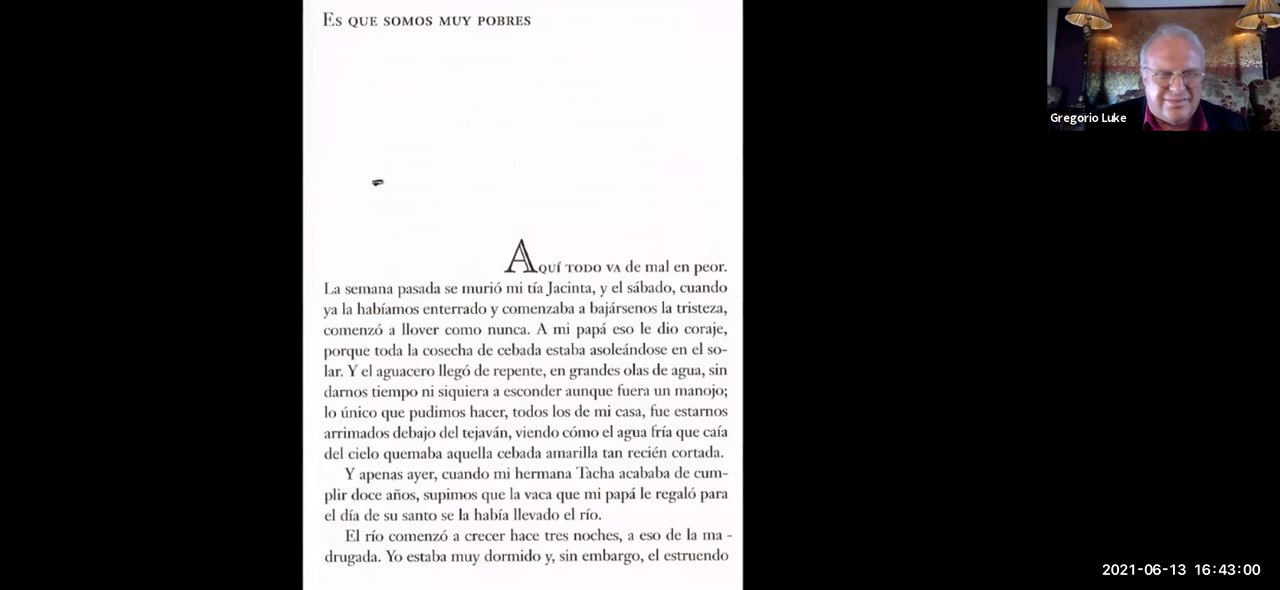 ES QUE SOMOS MUY POBRES
Gregorio Luke
AQUÍ TODO VA de mal en peor.
La semana pasada se murió mi tía Jacinta, y el sábado, cuando
ya la habíamos enterrado y comenzaba a bajársenos la tristeza,
comenzó a llover como nunca. A mi papá eso le dio coraje,
porque toda la cosecha de cebada estaba asoleándose en el so-
lar. Y el aguacero llegó de repente, en grandes olas de agua, sin
darnos tiempo ni siquiera a esconder aunque fuera un manojo;
lo único que pudimos hacer, todos los de mi casa, fue estarnos
arrimados debajo del tejaván, viendo cómo el agua fría que caía
del cielo quemaba aquella cebada amarilla tan recién cortada.
Y apenas ayer, cuando mi hermana Tacha acababa de cum-
plir doce años, supimos que la vaca que mi papá le regaló para
el día de su santo se la había llevado el río.
El río comenzó a crecer hace tres noches, a eso de la ma -
drugada. Yo estaba muy dormido y, sin embargo, el estruendo
2021-06-13 16:43:00